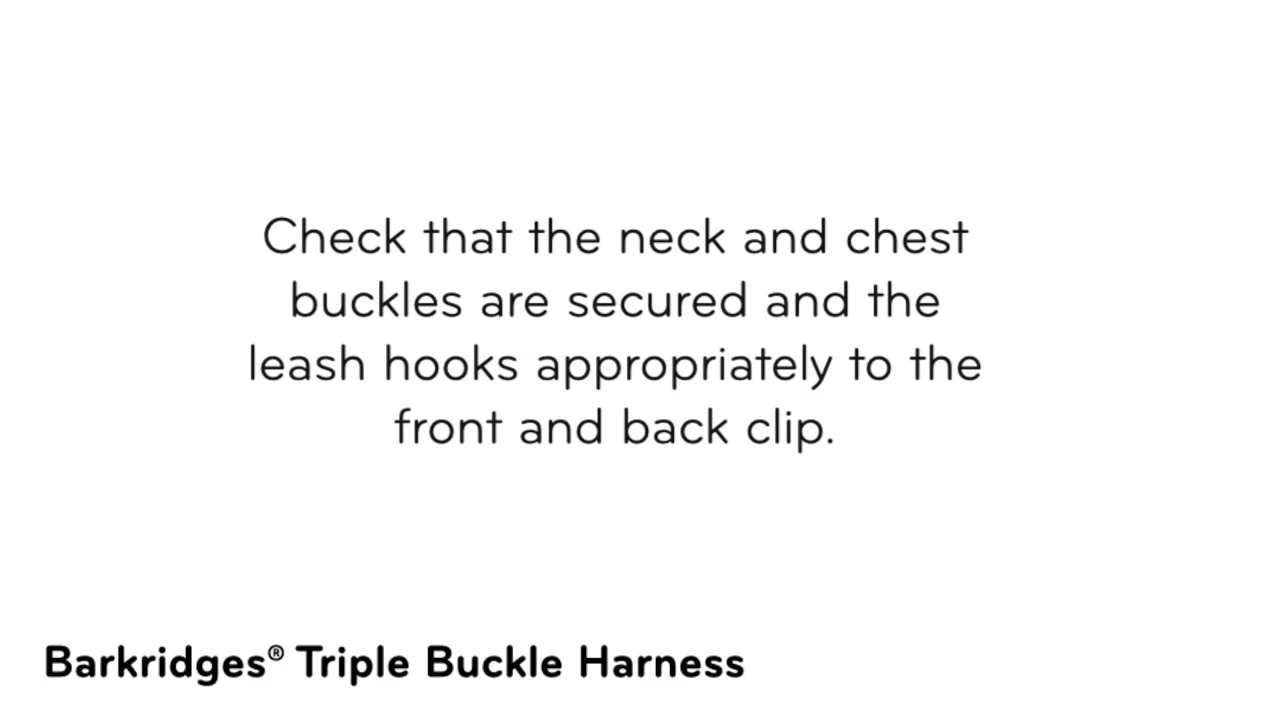 Check that the neck and chest
buckles are secured and the
leash hooks appropriately to the
front and back clip.
Barkridges® Triple Buckle Harness